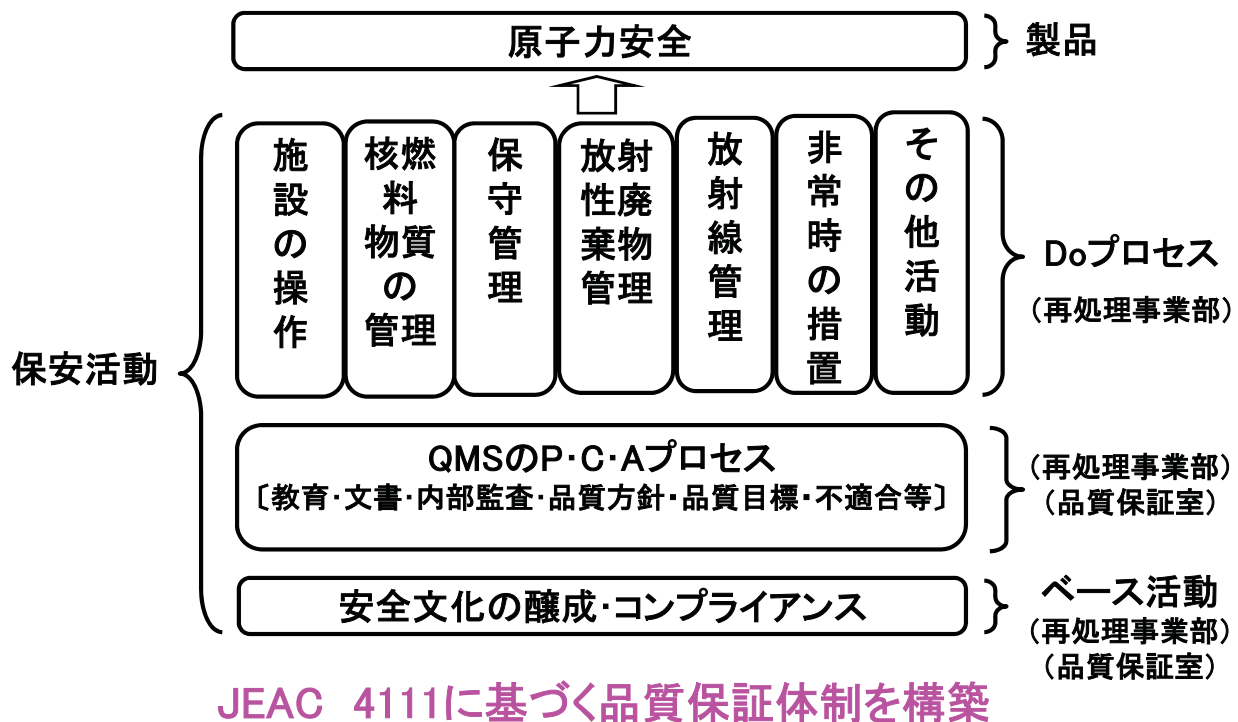 原子力安全
製品
施設の操作
核燃料物質の管理
保守管理
放射性廃棄物管理
放射線管理
非常時の措置
その他活動
Doプロセス
（再処理事業部）
保安活動
QMSのP・C・Aプロセス
〔教育・文書・内部監査・品質方針・品質目標・不適合等〕
（再処理事業部）
（品質保証室）
安全文化の醸成・コンプライアンス
ベース活動
（再処理事業部）
（品質保証室）
JEAC　4111に基づく品質保証体制を構築